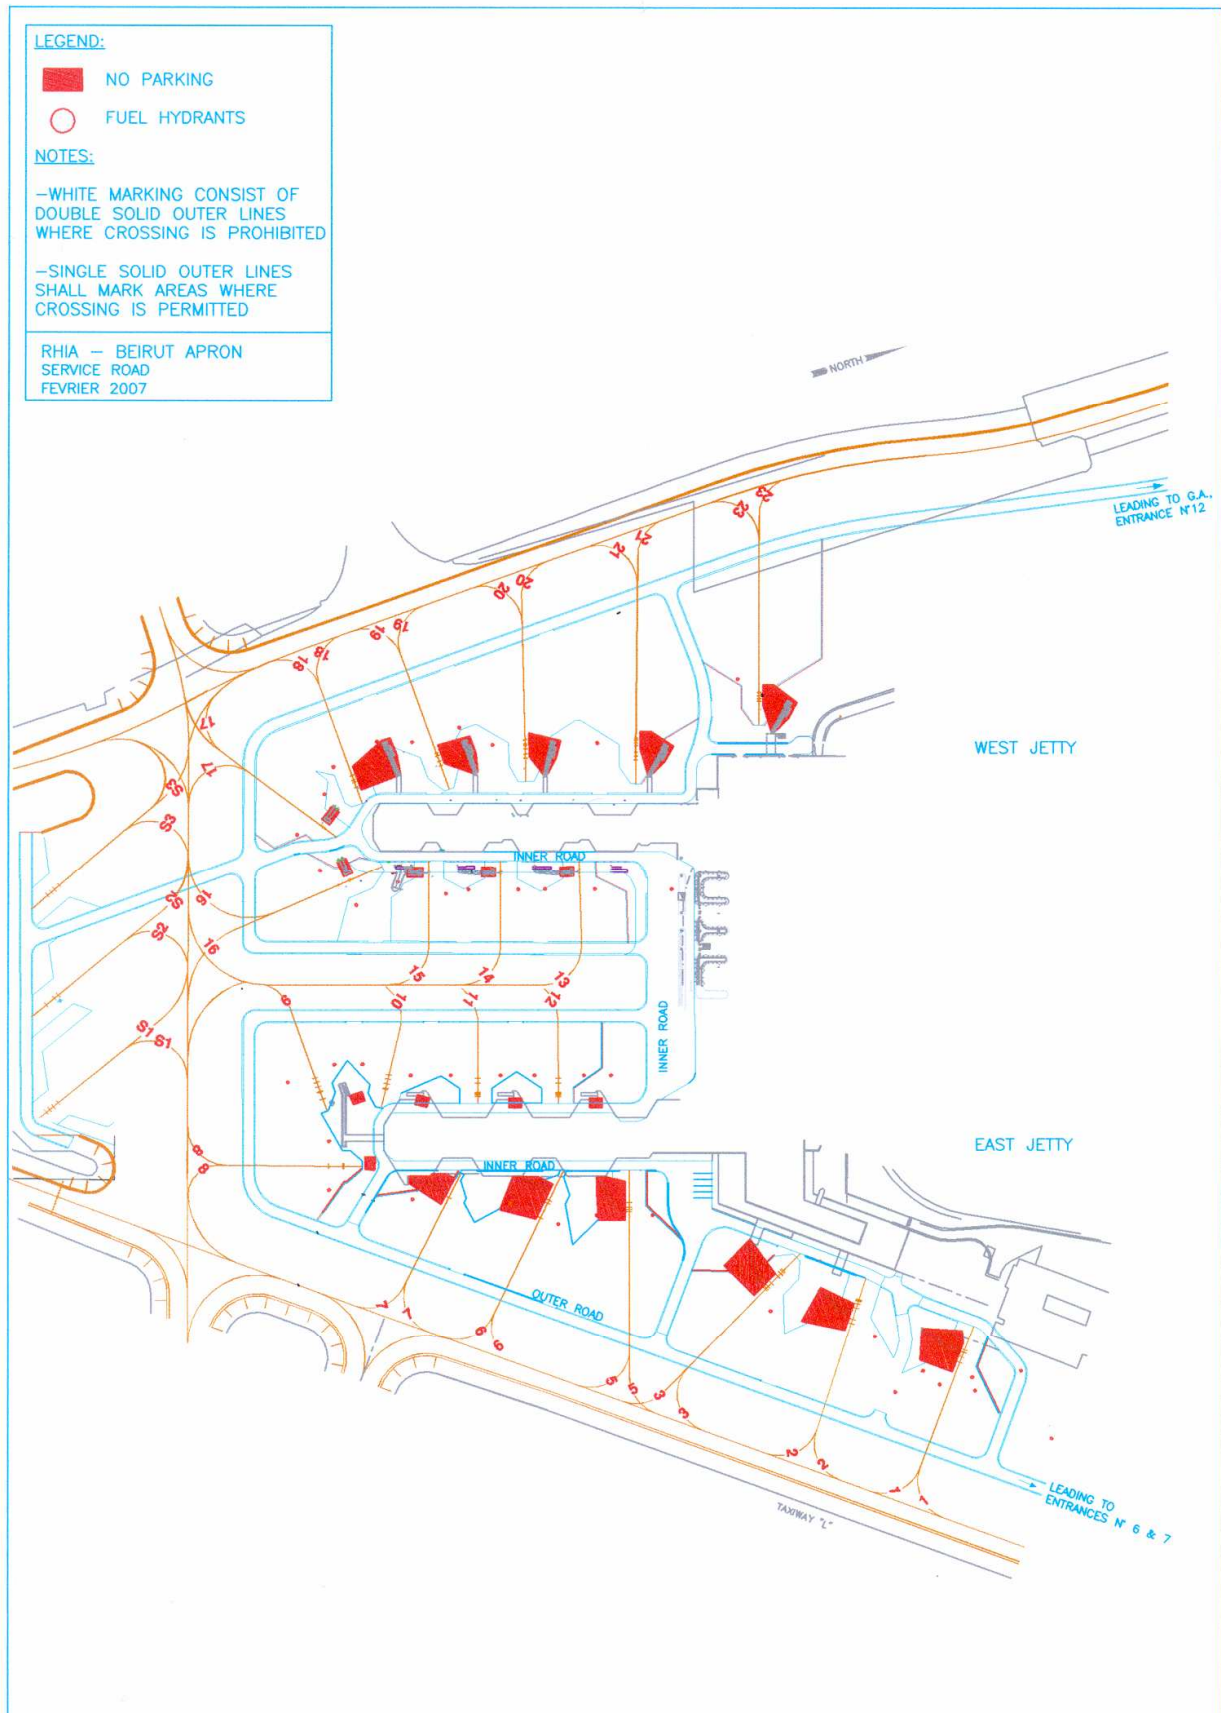 LEGEND:
NO PARKING
FUEL HYDRANTS
NOTES:
-WHITE MARKING CONSIST OF
DOUBLE SOLID OUTER LINES
WHERE CROSSING IS PROHIBITED
-SINGLE SOLID OUTER LINES
SHALL MARK AREAS WHERE
CROSSING IS PERMITTED
RHIA - BEIRUT APRON
SERVICE ROAD
FEVRIER 2007
NORTH
LEADING TO G.A.,
ENTRANCE N°12
23
23
21
21
20
20
19
19
18
18
17
17
WEST JETTY
S3
S3
INNER ROAD
S2
S2
16
16
15
14
13
9
10
11
12
INNER ROAD
S1
S1
8
8
EAST JETTY
INNER ROAD
OUTER ROAD
7
7
6
6
5
5
3
3
2
2
1
1
TAXIWAY "L"
LEADING TO
ENTRANCES N° 6 & 7